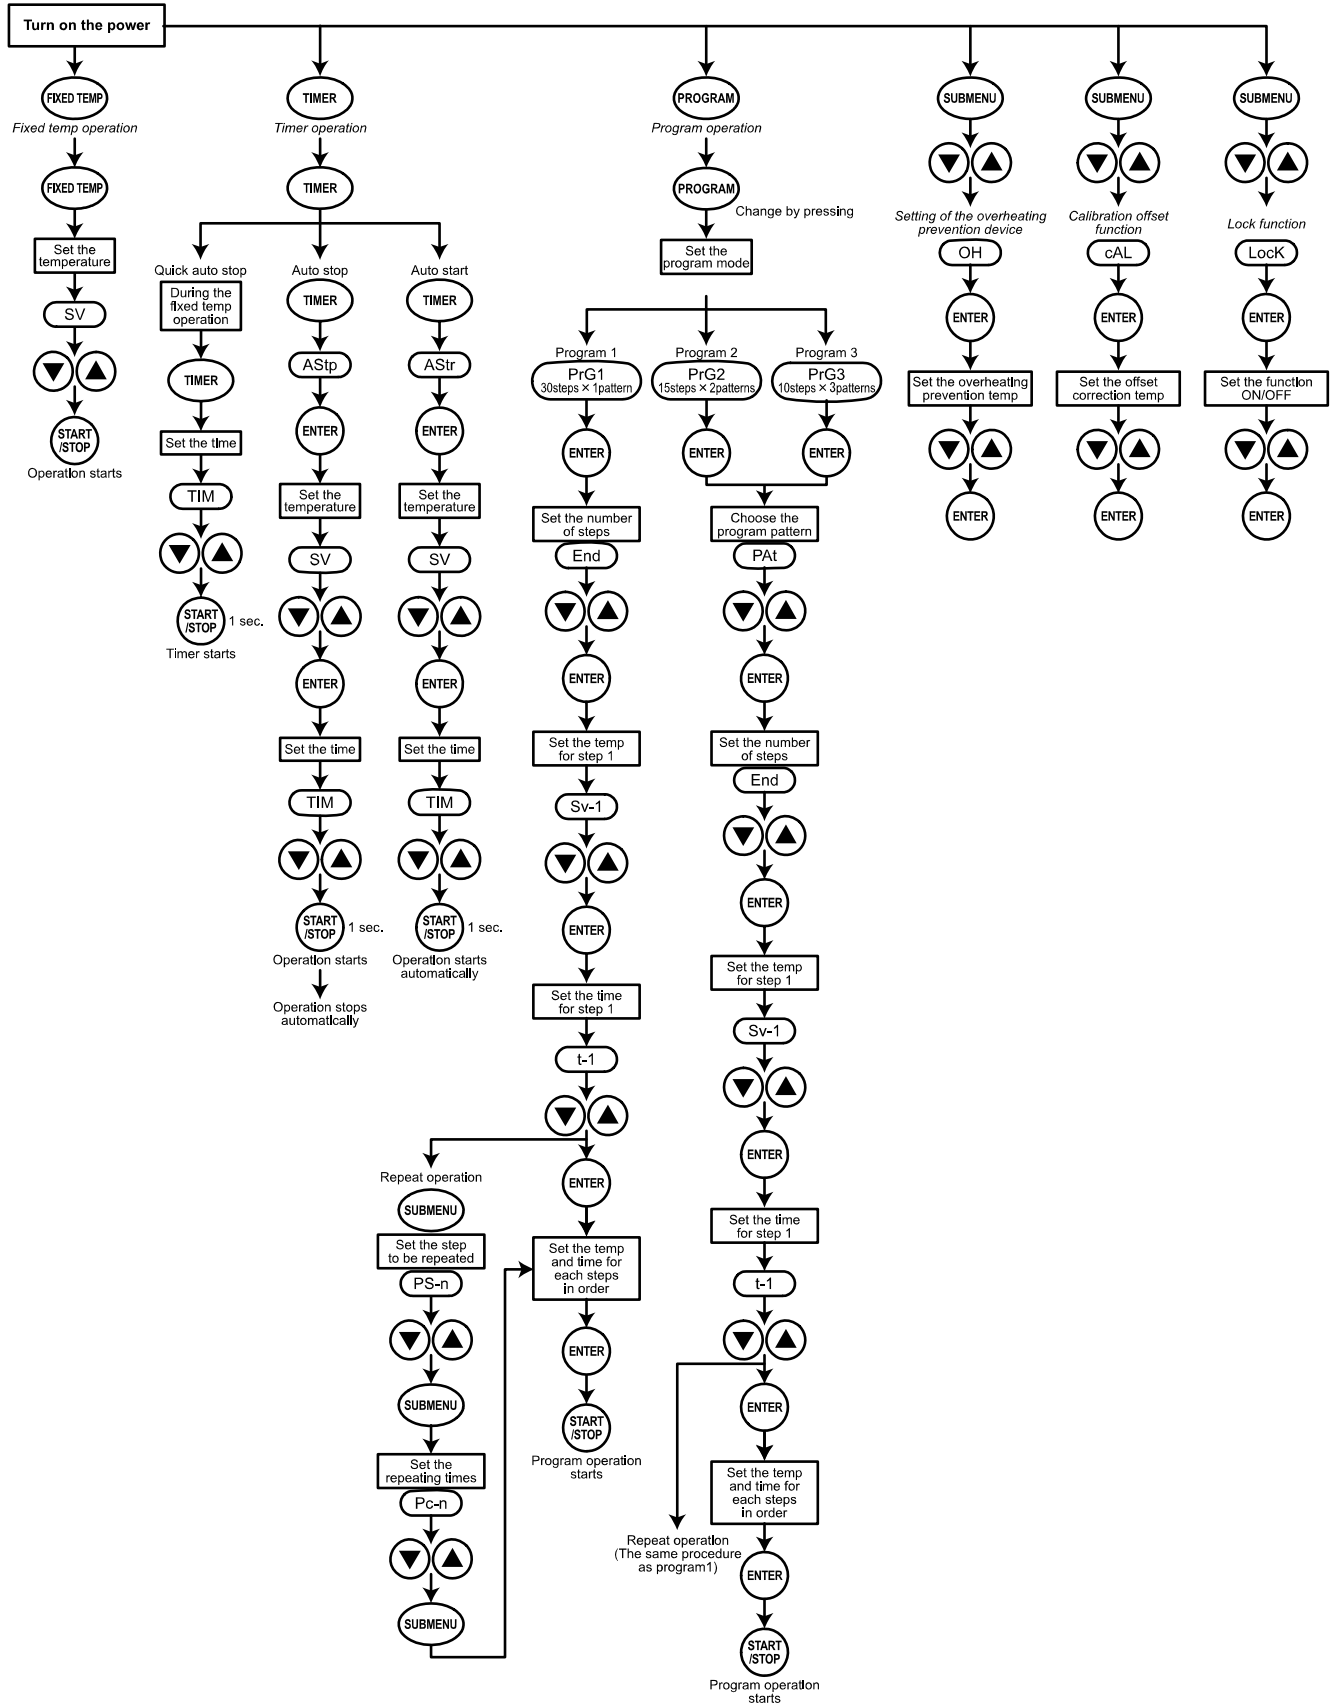 Turn on the power
FIXED TEMP
Fixed temp operation
FIXED TEMP
Set the
temperature
SV
START
/STOP
Operation starts
TIMER
Timer operation
TIMER
Quick auto stop
During the
fixed temp
operation
TIMER
Set the time
TIM
START
/STOP
1 sec.
Timer starts
Auto stop
TIMER
AStp
ENTER
Set the
temperature
SV
ENTER
Set the time
TIM
START
/STOP
1 sec.
Operation starts
Operation stops
automatically
Auto start
TIMER
AStr
ENTER
Set the
temperature
SV
ENTER
Set the time
TIM
START
/STOP
1 sec.
Operation starts
automatically
PROGRAM
Program operation
PROGRAM
Change by pressing
Set the
program mode
Program 1
PrG1
30steps × 1pattern
ENTER
Set the number
of steps
End
ENTER
Set the temp
for step 1
Sv-1
ENTER
Set the time
for step 1
t-1
Repeat operation
SUBMENU
Set the step
to be repeated
PS-n
SUBMENU
Set the
repeating times
Pc-n
SUBMENU
ENTER
Set the temp
and time for
each steps
in order
ENTER
START
/STOP
Program operation
starts
Program 2
PrG2
15steps × 2patterns
ENTER
Program 3
PrG3
10steps × 3patterns
ENTER
Choose the
program pattern
PAt
ENTER
Set the number
of steps
End
ENTER
Set the temp
for step 1
Sv-1
ENTER
Set the time
for step 1
t-1
Repeat operation
(The same procedure
as program1)
ENTER
Set the temp
and time for
each steps
in order
ENTER
START
/STOP
Program operation
starts
SUBMENU
Setting of the overheating
prevention device
OH
ENTER
Set the overheating
prevention temp
ENTER
SUBMENU
Calibration offset
function
cAL
ENTER
Set the offset
correction temp
ENTER
SUBMENU
Lock function
LocK
ENTER
Set the function
ON/OFF
ENTER